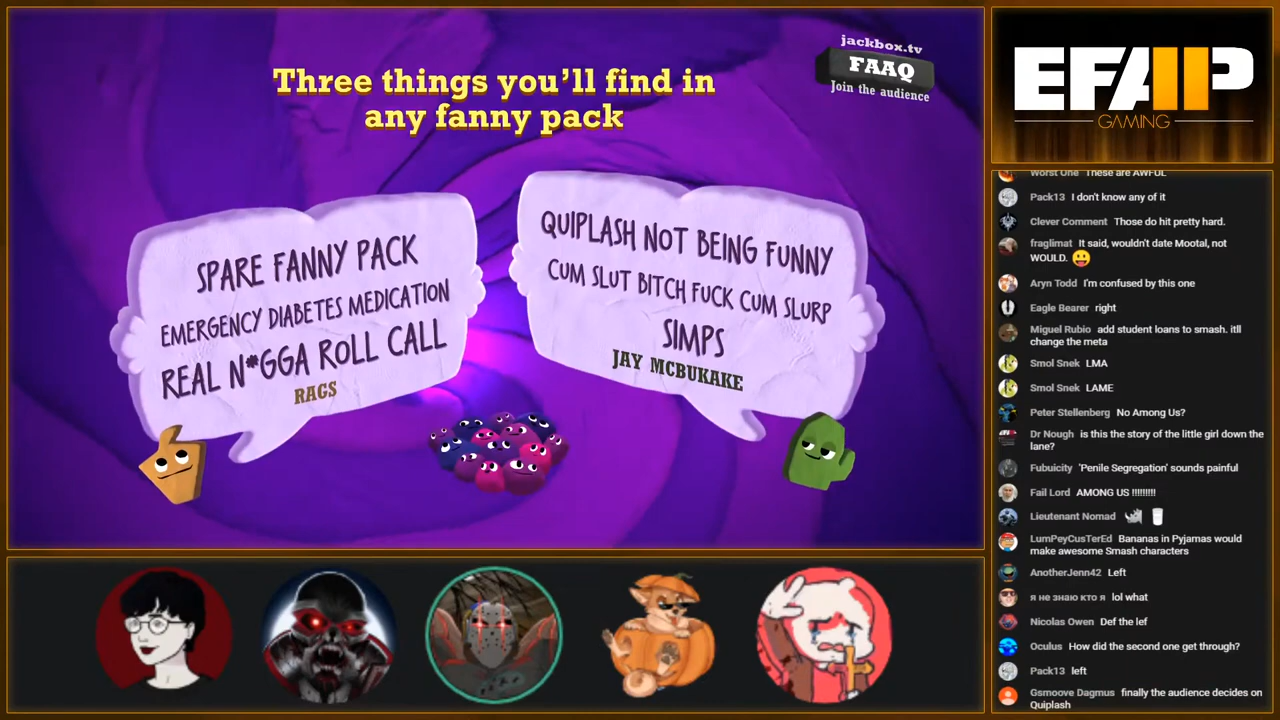 Three things you'll find in
any fanny pack
jackbox.tv
FAAQ
Join the audience
SPARE FANNY PACK
EMERGENCY DIABETES MEDICATION
REAL N*GGA ROLL CALL
RAGS
QUIPLASH NOT BEING FUNNY
CUM SLUT BITCH FUCK CUM SLURP
SIMPS
JAY MCBUKAKE
EFAP
GAMING
Worst One These are AWFUL
Pack13 I don't know any of it
Clever Comment Those do hit pretty hard.
fraglimat It said, wouldn't date Mootal, not
WOULD. 😛
Aryn Todd I'm confused by this one
Eagle Bearer right
Miguel Rubio add student loans to smash. itll
change the meta
Smol Snek LMA
Smol Snek LAME
Peter Stellenberg No Among Us?
Dr Nough is this the story of the little girl down the
lane?
Fubuicity 'Penile Segregation' sounds painful
Fail Lord AMONG US !!!!!!!!!
Lieutenant Nomad
LumPeyCusTerEd Bananas in Pyjamas would
make awesome Smash characters
AnotherJenn42 Left
я не знаю кто я lol what
Nicolas Owen Def the lef
Oculus How did the second one get through?
Pack13 left
Gsmoove Dagmus finally the audience decides on
Quiplash